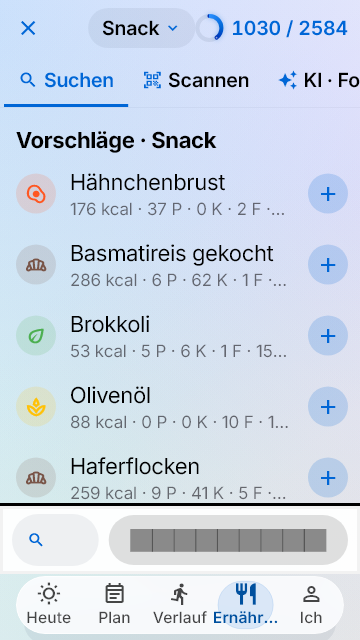 Snack
1030 / 2584
Suchen
Scannen
KI · Fo
Vorschläge · Snack
Hähnchenbrust
176 kcal · 37 P · 0 K · 2 F ·...
Basmatireis gekocht
286 kcal · 6 P · 62 K · 1 F ·...
Brokkoli
53 kcal · 5 P · 6 K · 1 F · 15...
Olivenöl
88 kcal · 0 P · 0 K · 10 F · 1...
Haferflocken
259 kcal · 9 P · 41 K · 5 F ·...
Heute
Plan
Verlauf
Ernähr...
Ich